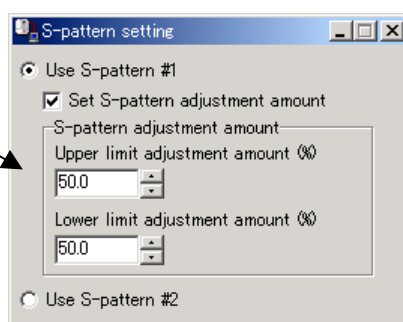 S-pattern setting
Use S-pattern #1
Set S-pattern adjustment amount
S-pattern adjustment amount
Upper limit adjustment amount (%)
50.0
Lower limit adjustment amount (%)
50.0
Use S-pattern #2